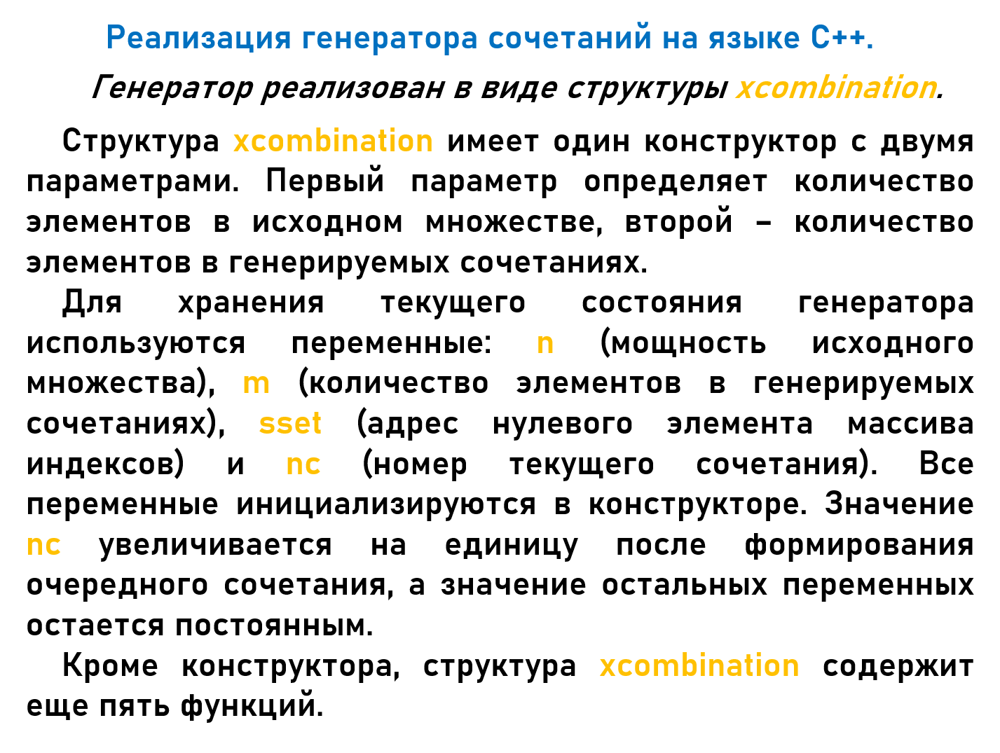 Реализация генератора сочетаний на языке С++.
Генератор реализован в виде структуры xcombination.
Структура xcombination имеет один конструктор с двумя
параметрами. Первый параметр определяет количество
элементов в исходном множестве, второй – количество
элементов в генерируемых сочетаниях.
Для хранения текущего состояния генератора
используются переменные: n (мощность исходного
множества), m (количество элементов в генерируемых
сочетаниях), sset (адрес нулевого элемента массива
индексов) и nc (номер текущего сочетания). Все
переменные инициализируются в конструкторе. Значение
nc увеличивается на единицу после формирования
очередного сочетания, а значение остальных переменных
остается постоянным.
Кроме конструктора, структура xcombination содержит
еще пять функций.